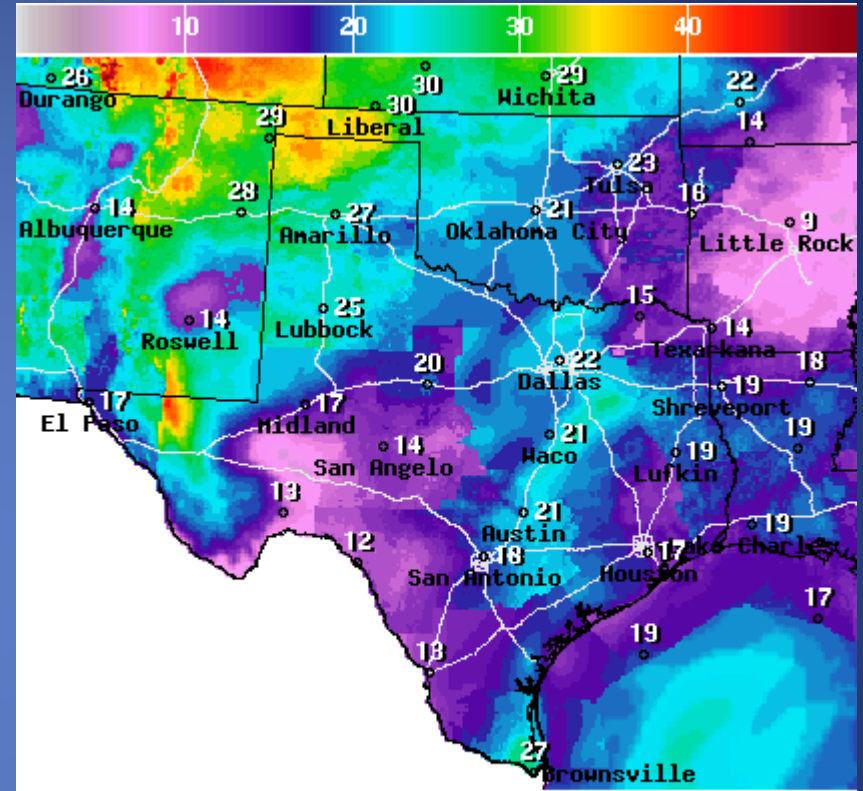 10 20 30 40
26 30 29 22
Durango Wichita
30
Liberal
29 14
23
Tulsa
14 28 27 21 16 9
Albuquerque Amarillo Oklahoma City Little Rock
25 15
14 14
Roswell Lubbock Texarkana
20 22 18
Dallas 19
17 17 Shreveport
El Paso Midland
14 21 19 19
San Angelo Waco Lufkin
13 21 19
Austin
12 18 17
San Antonio Houston
17
19
13
27
Brownsville